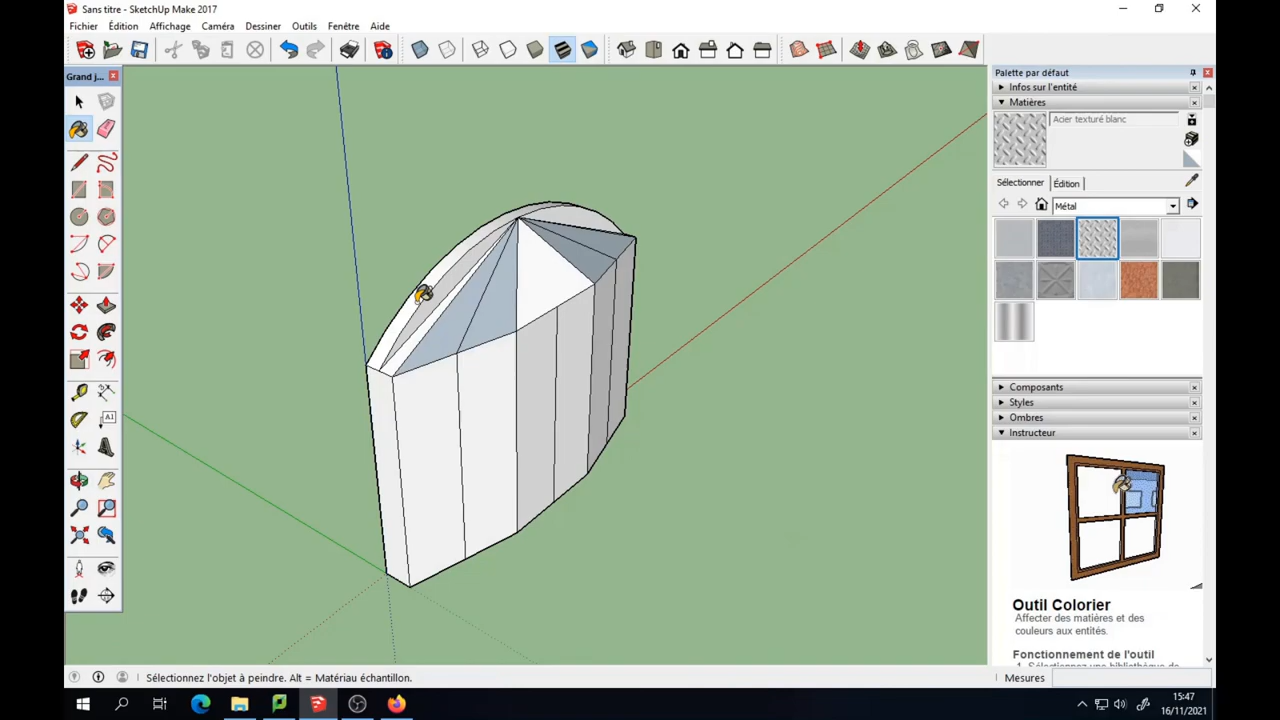 Sans titre - SketchUp Make 2017
Fichier Édition Affichage Caméra Dessiner Outils Fenêtre Aide
Grand j...
A1
Palette par défaut
Infos sur l'entité
Matières
Acier texturé blanc
Sélectionner Édition
Métal
Composants
Styles
Ombres
Instructeur
Outil Colorier
Affecter des matières et des
couleurs aux entités.
Fonctionnement de l'outil
Sélectionnez l'objet à peindre. Alt = Matériau échantillon.
Mesures
15:47
16/11/2021